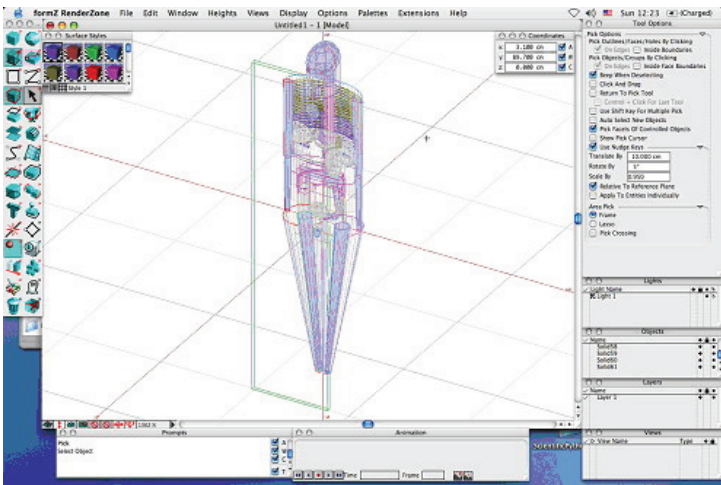 formZ RenderZone File Edit Window Heights Views Display Options Palettes Extensions Help
Sun 12:23 (Charged)
Untitled1 - 1 [Model]
Surface Styles
Style 1
Coordinates
x: 3.100 cm A
y: 89.700 cm
z: 0.000 cm C
Tool Options
Pick Options
Pick Outlines/Faces/Holes By Clicking
On Edges Inside Boundaries
Pick Objects/Groups By Clicking
On Edges Inside Face Boundaries
Beep When Deselecting
Click And Drag
Return To Pick Tool
Control + Click For Last Tool
Use Shift Key For Multiple Pick
Auto Select New Objects
Pick Facets Of Controlled Objects
Show Pick Cursor
Use Nudge Keys
Translate By 10.000 cm
Rotate By 5°
Scale By 0.950
Relative To Reference Plane
Apply To Entities Individually
Area Pick
Frame
Lasso
Pick Crossing
Lights
Light Name
Light 1
Objects
Name
Solid58
Solid59
Solid60
Solid61
Layers
Name
Layer 1
Views
View Name Type
Prompts
Pick
Select Object
A
C
T
Animation
Time Frame